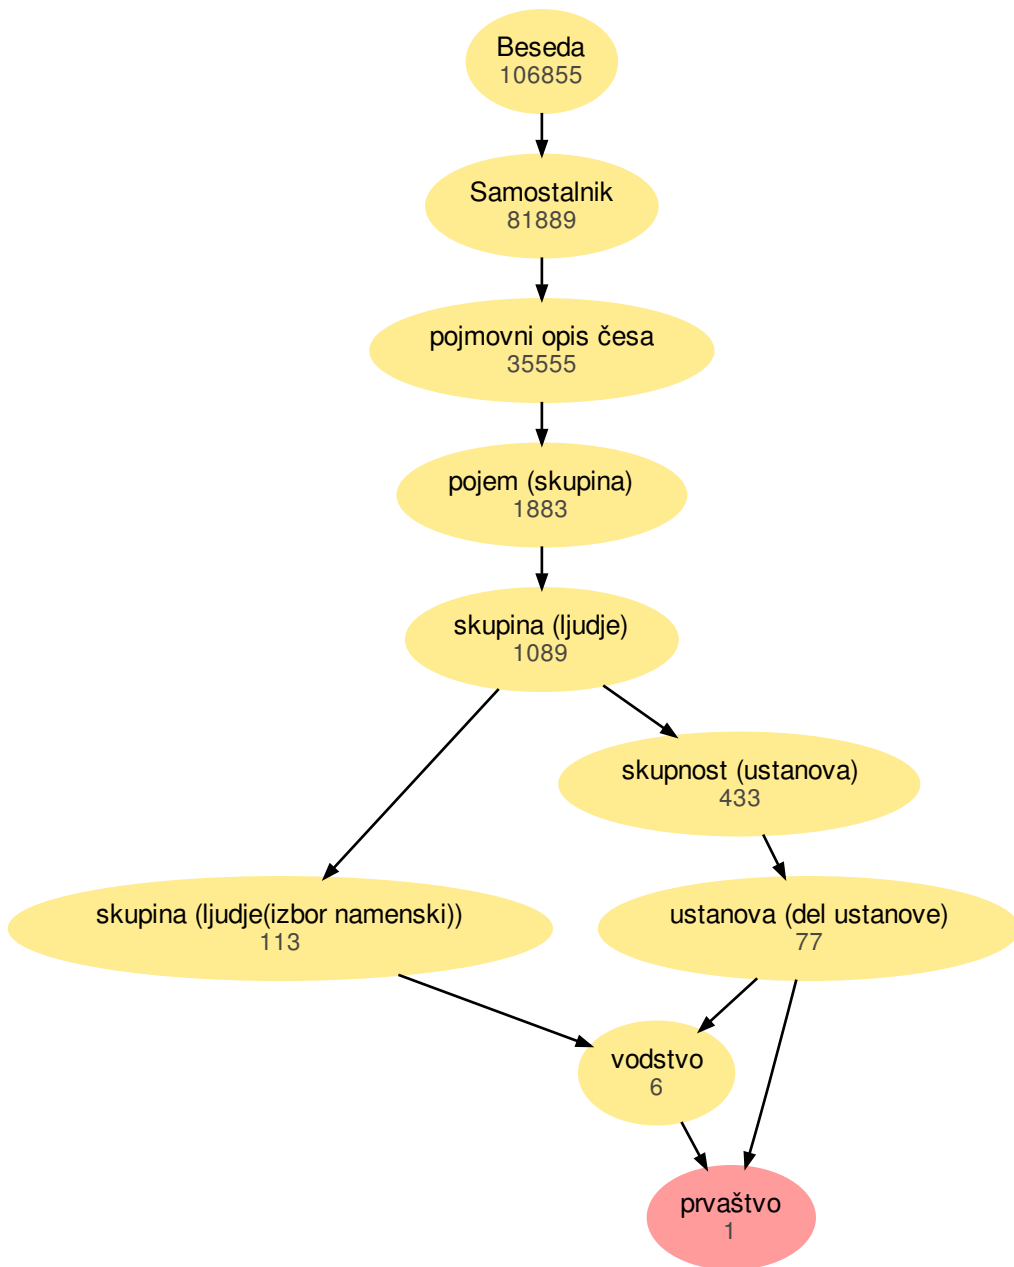 Beseda
106855
Samostalnik
81889
pojmovni opis česa
35555
pojem (skupina)
1883
skupina (ljudje)
1089
skupnost (ustanova)
433
skupina (ljudje(izbor namenski))
113
ustanova (del ustanove)
77
vodstvo
6
prvaštvo
1